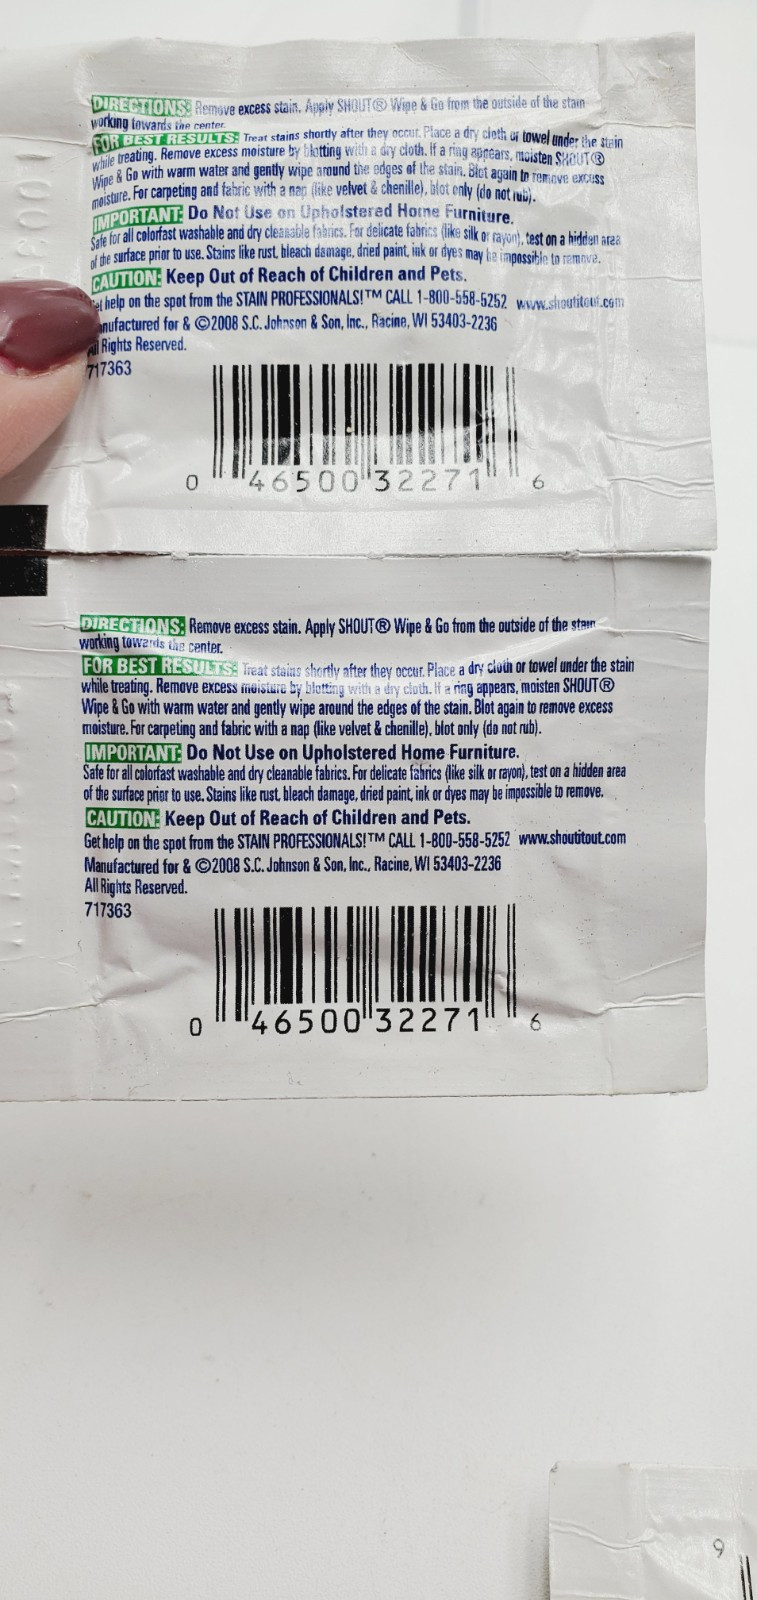 DIRECTIONS: Remove excess stain. Apply SHOUT® Wipe & Go from the outside of the stain
working towards the center.
FOR BEST RESULTS: Treat stains shortly after they occur. Place a dry cloth or towel under the stain
while treating. Remove excess moisture by blotting with a dry cloth. If a ring appears, moisten SHOUT®
Wipe & Go with warm water and gently wipe around the edges of the stain. Blot again to remove excess
moisture. For carpeting and fabric with a nap (like velvet & chenille), blot only (do not rub).
IMPORTANT: Do Not Use on Upholstered Home Furniture.
Safe for all colorfast washable and dry cleanable fabrics. For delicate fabrics (like silk or rayon), test on a hidden area
of the surface prior to use. Stains like rust, bleach damage, dried paint, ink or dyes may be impossible to remove.
CAUTION: Keep Out of Reach of Children and Pets.
et help on the spot from the STAIN PROFESSIONALS!™ CALL 1-800-558-5252 www.shoutitout.com
anufactured for & ©2008 S.C. Johnson & Son, Inc., Racine, WI 53403-2236
All Rights Reserved.
717363
0 46500 32271 6
DIRECTIONS: Remove excess stain. Apply SHOUT® Wipe & Go from the outside of the stain
working towards the center.
FOR BEST RESULTS: Treat stains shortly after they occur. Place a dry cloth or towel under the stain
while treating. Remove excess moisture by blotting with a dry cloth. If a ring appears, moisten SHOUT®
Wipe & Go with warm water and gently wipe around the edges of the stain. Blot again to remove excess
moisture. For carpeting and fabric with a nap (like velvet & chenille), blot only (do not rub).
IMPORTANT: Do Not Use on Upholstered Home Furniture.
Safe for all colorfast washable and dry cleanable fabrics. For delicate fabrics (like silk or rayon), test on a hidden area
of the surface prior to use. Stains like rust, bleach damage, dried paint, ink or dyes may be impossible to remove.
CAUTION: Keep Out of Reach of Children and Pets.
Get help on the spot from the STAIN PROFESSIONALS!™ CALL 1-800-558-5252 www.shoutitout.com
Manufactured for & ©2008 S.C. Johnson & Son, Inc., Racine, WI 53403-2236
All Rights Reserved.
717363
0 46500 32271 6